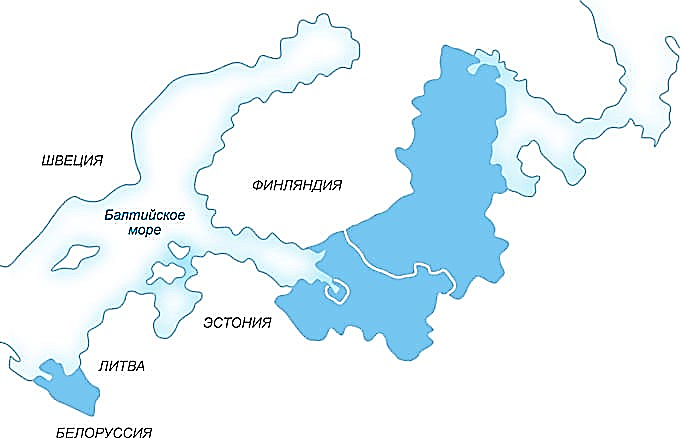 ШВЕЦИЯ
ФИНЛЯНДИЯ
Балтийское
море
ЭСТОНИЯ
ЛИТВА
БЕЛОРУССИЯ